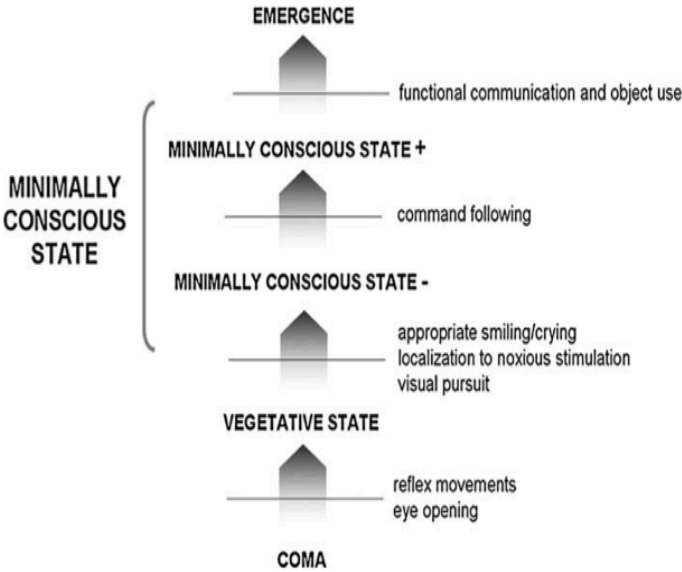 EMERGENCE
functional communication and object use
MINIMALLY CONSCIOUS STATE +
MINIMALLY
CONSCIOUS
STATE
command following
MINIMALLY CONSCIOUS STATE -
appropriate smiling/crying
localization to noxious stimulation
visual pursuit
VEGETATIVE STATE
reflex movements
eye opening
COMA